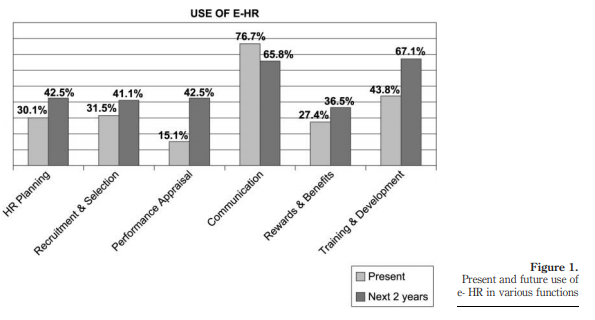 USE OF E-HR
76.7%
65.8%
67.1%
42.5%
41.1%
42.5%
43.8%
36.5%
30.1%
31.5%
27.4%
15.1%
HR Planning
Recruitment & Selection
Performance Appraisal
Communication
Rewards & Benefits
Training & Development
Present
Next 2 years
Figure 1.
Present and future use of
e- HR in various functions